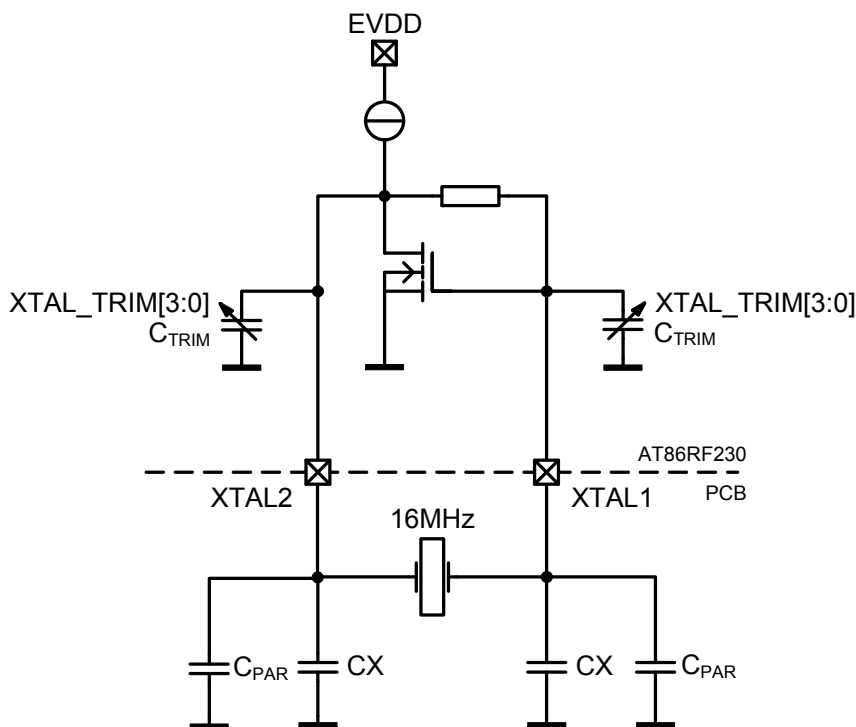 EVDD
XTAL_TRIM[3:0]
CTRIM
XTAL_TRIM[3:0]
CTRIM
AT86RF230
XTAL2
XTAL1
PCB
16MHz
CPAR
CX
CX
CPAR